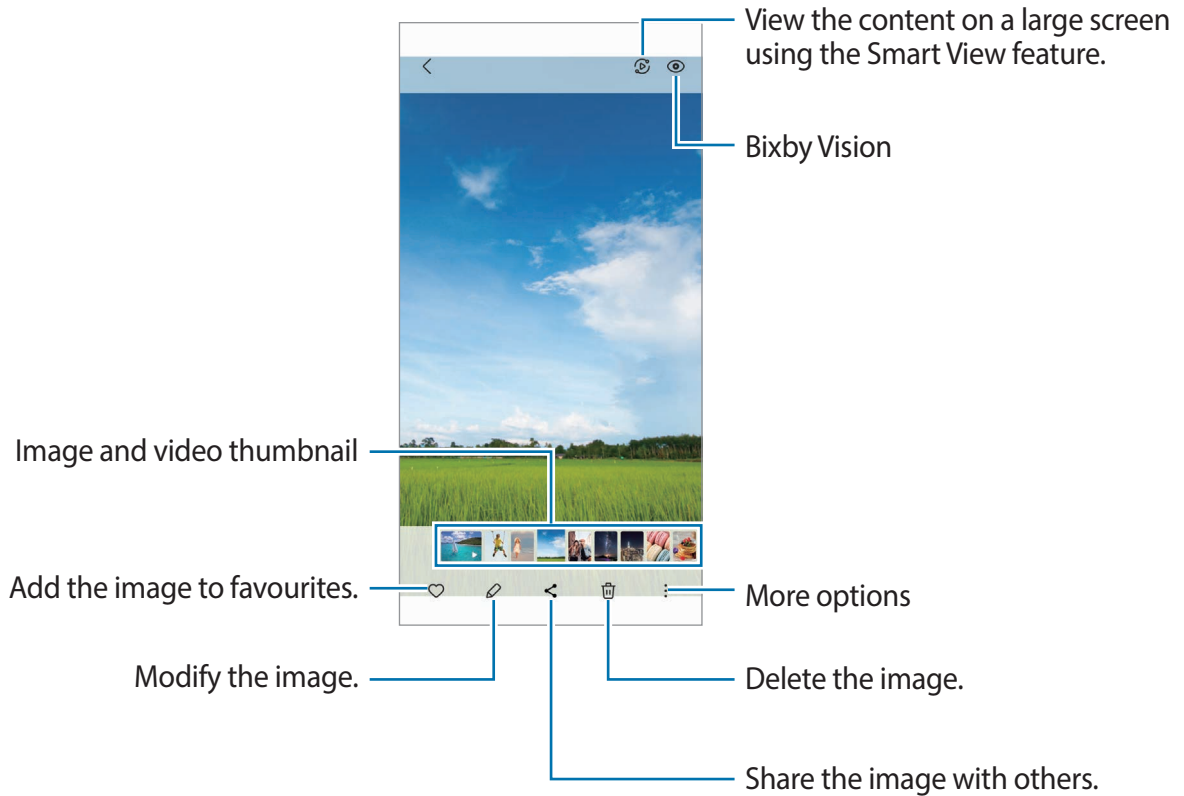 View the content on a large screen
using the Smart View feature.
Bixby Vision
Image and video thumbnail
Add the image to favourites.
More options
Modify the image.
Delete the image.
Share the image with others.